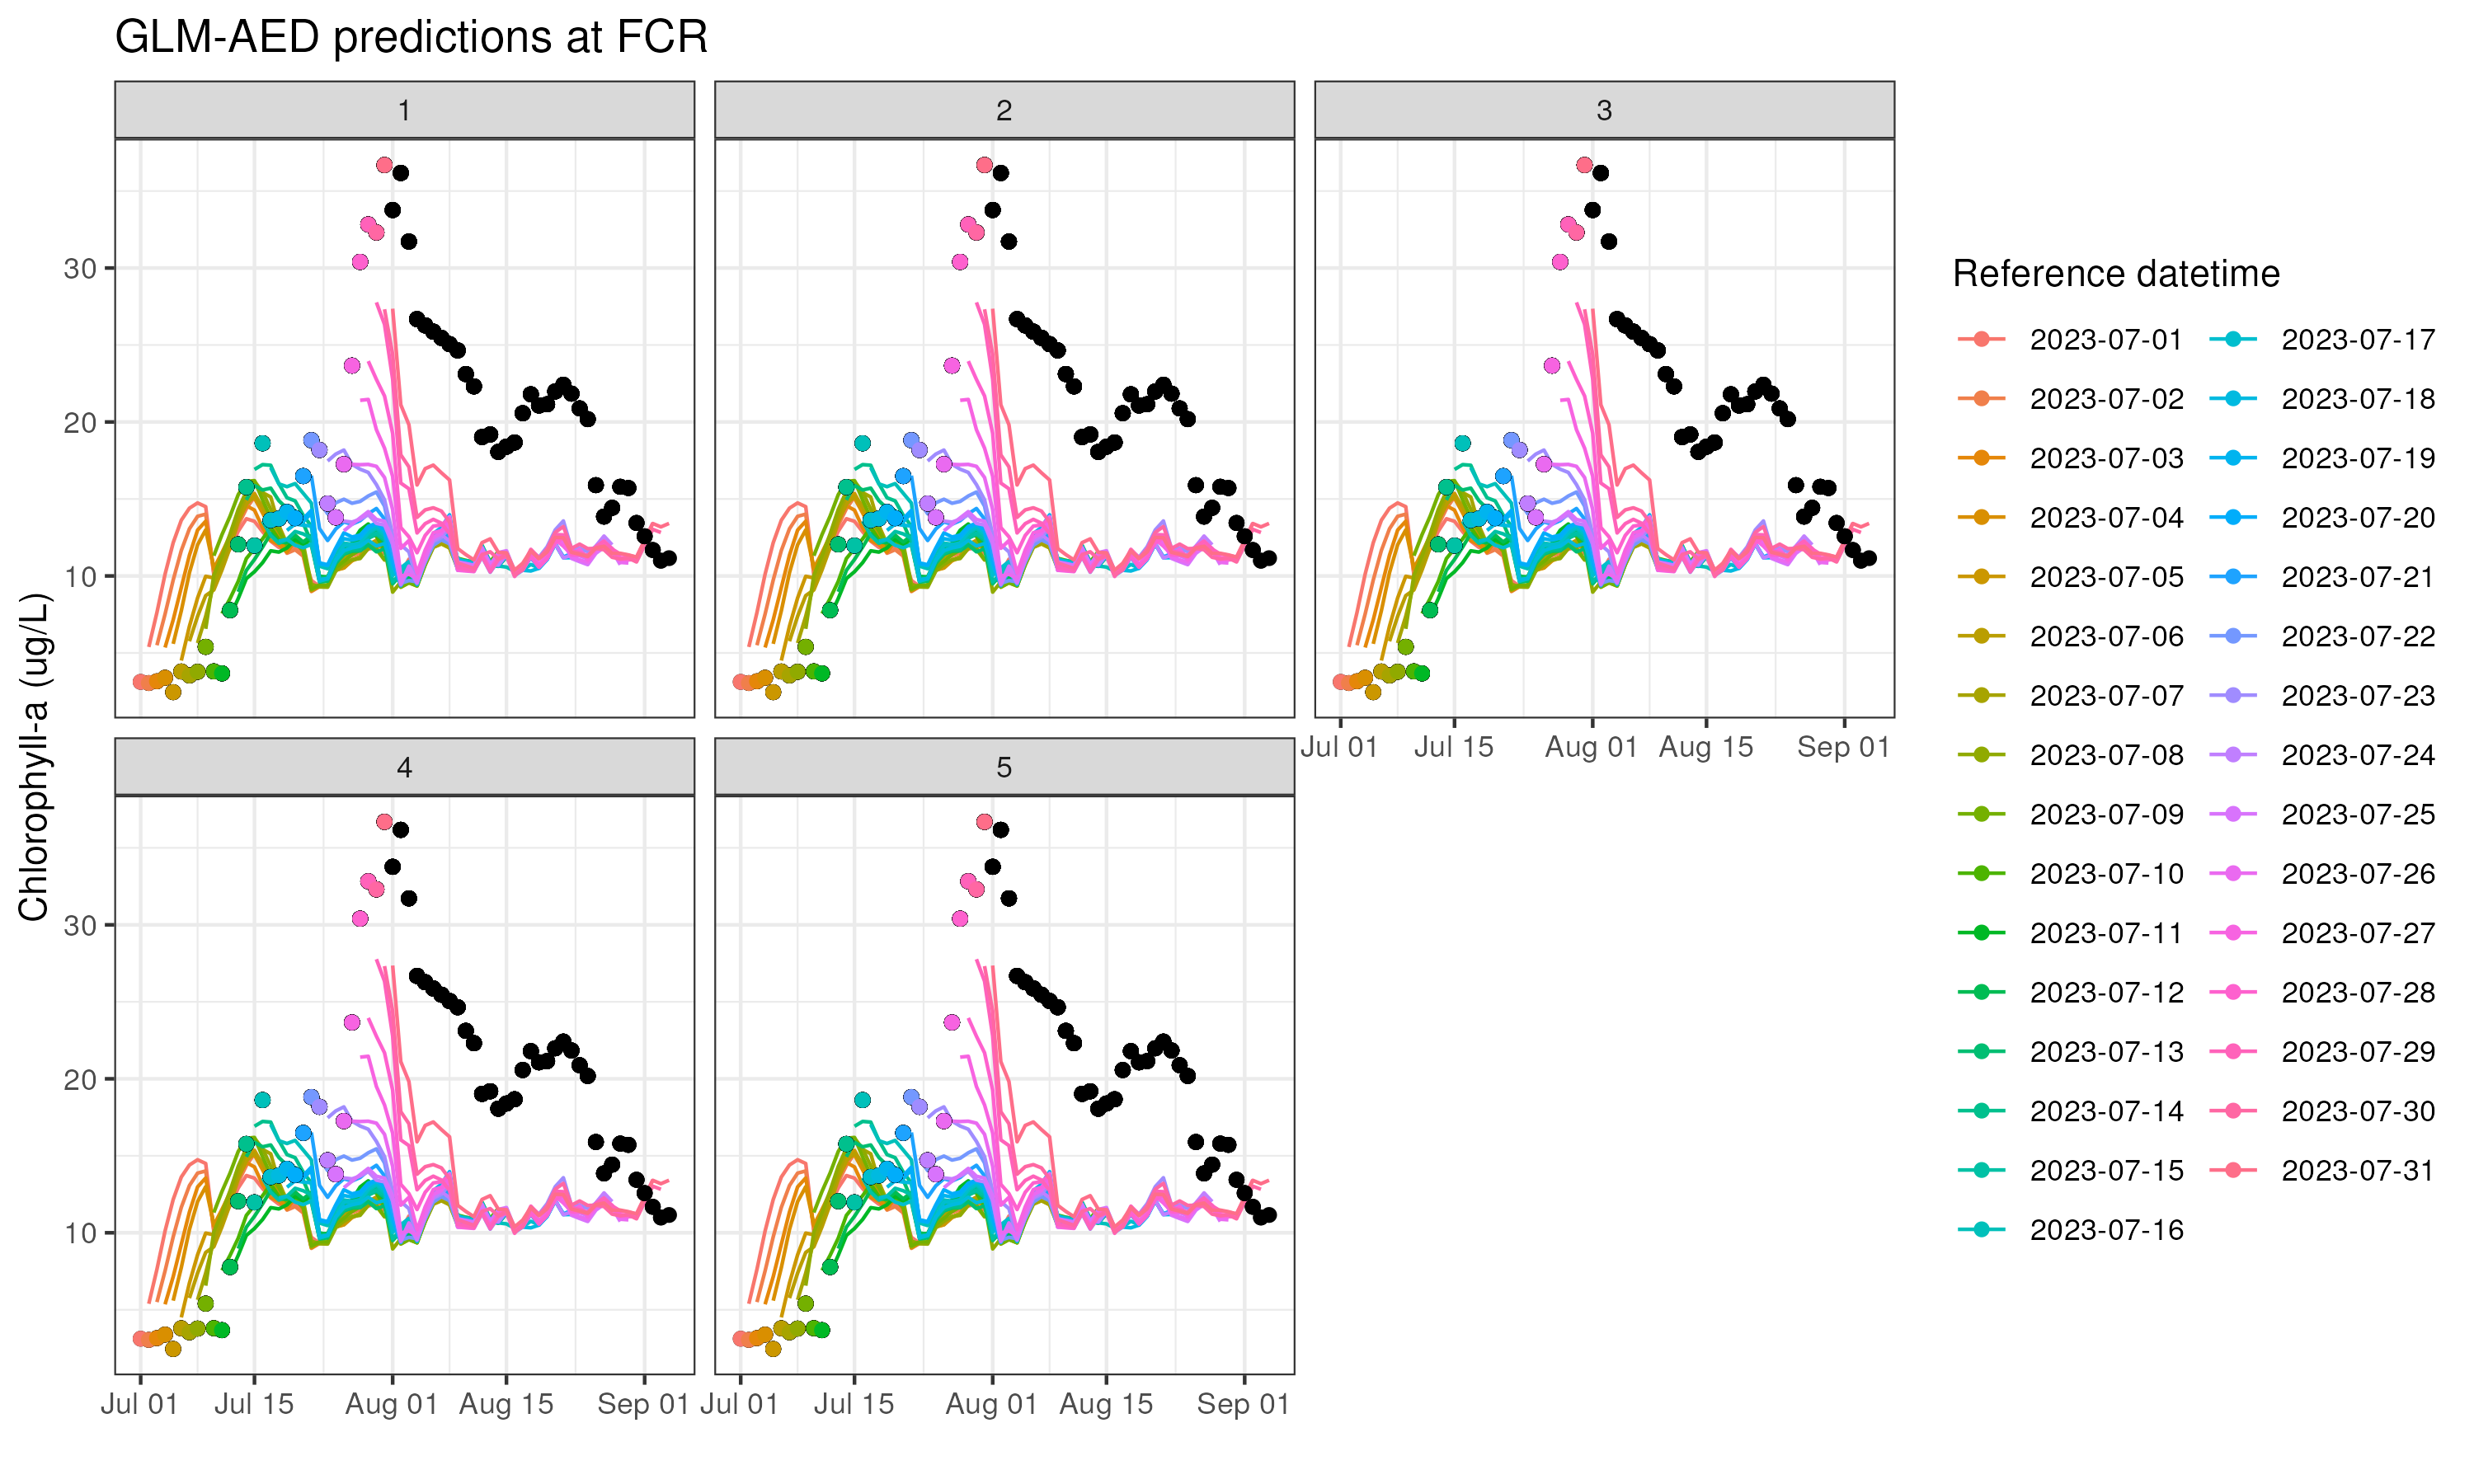 GLM-AED predictions at FCR
1
2
3
30
20
10
Jul 01
Jul 15
Aug 01
Aug 15
Sep 01
4
5
30
20
10
Jul 01
Jul 15
Aug 01
Aug 15
Sep 01
Jul 01
Jul 15
Aug 01
Aug 15
Sep 01
Chlorophyll-a (ug/L)
Reference datetime
2023-07-01
2023-07-02
2023-07-03
2023-07-04
2023-07-05
2023-07-06
2023-07-07
2023-07-08
2023-07-09
2023-07-10
2023-07-11
2023-07-12
2023-07-13
2023-07-14
2023-07-15
2023-07-16
2023-07-17
2023-07-18
2023-07-19
2023-07-20
2023-07-21
2023-07-22
2023-07-23
2023-07-24
2023-07-25
2023-07-26
2023-07-27
2023-07-28
2023-07-29
2023-07-30
2023-07-31